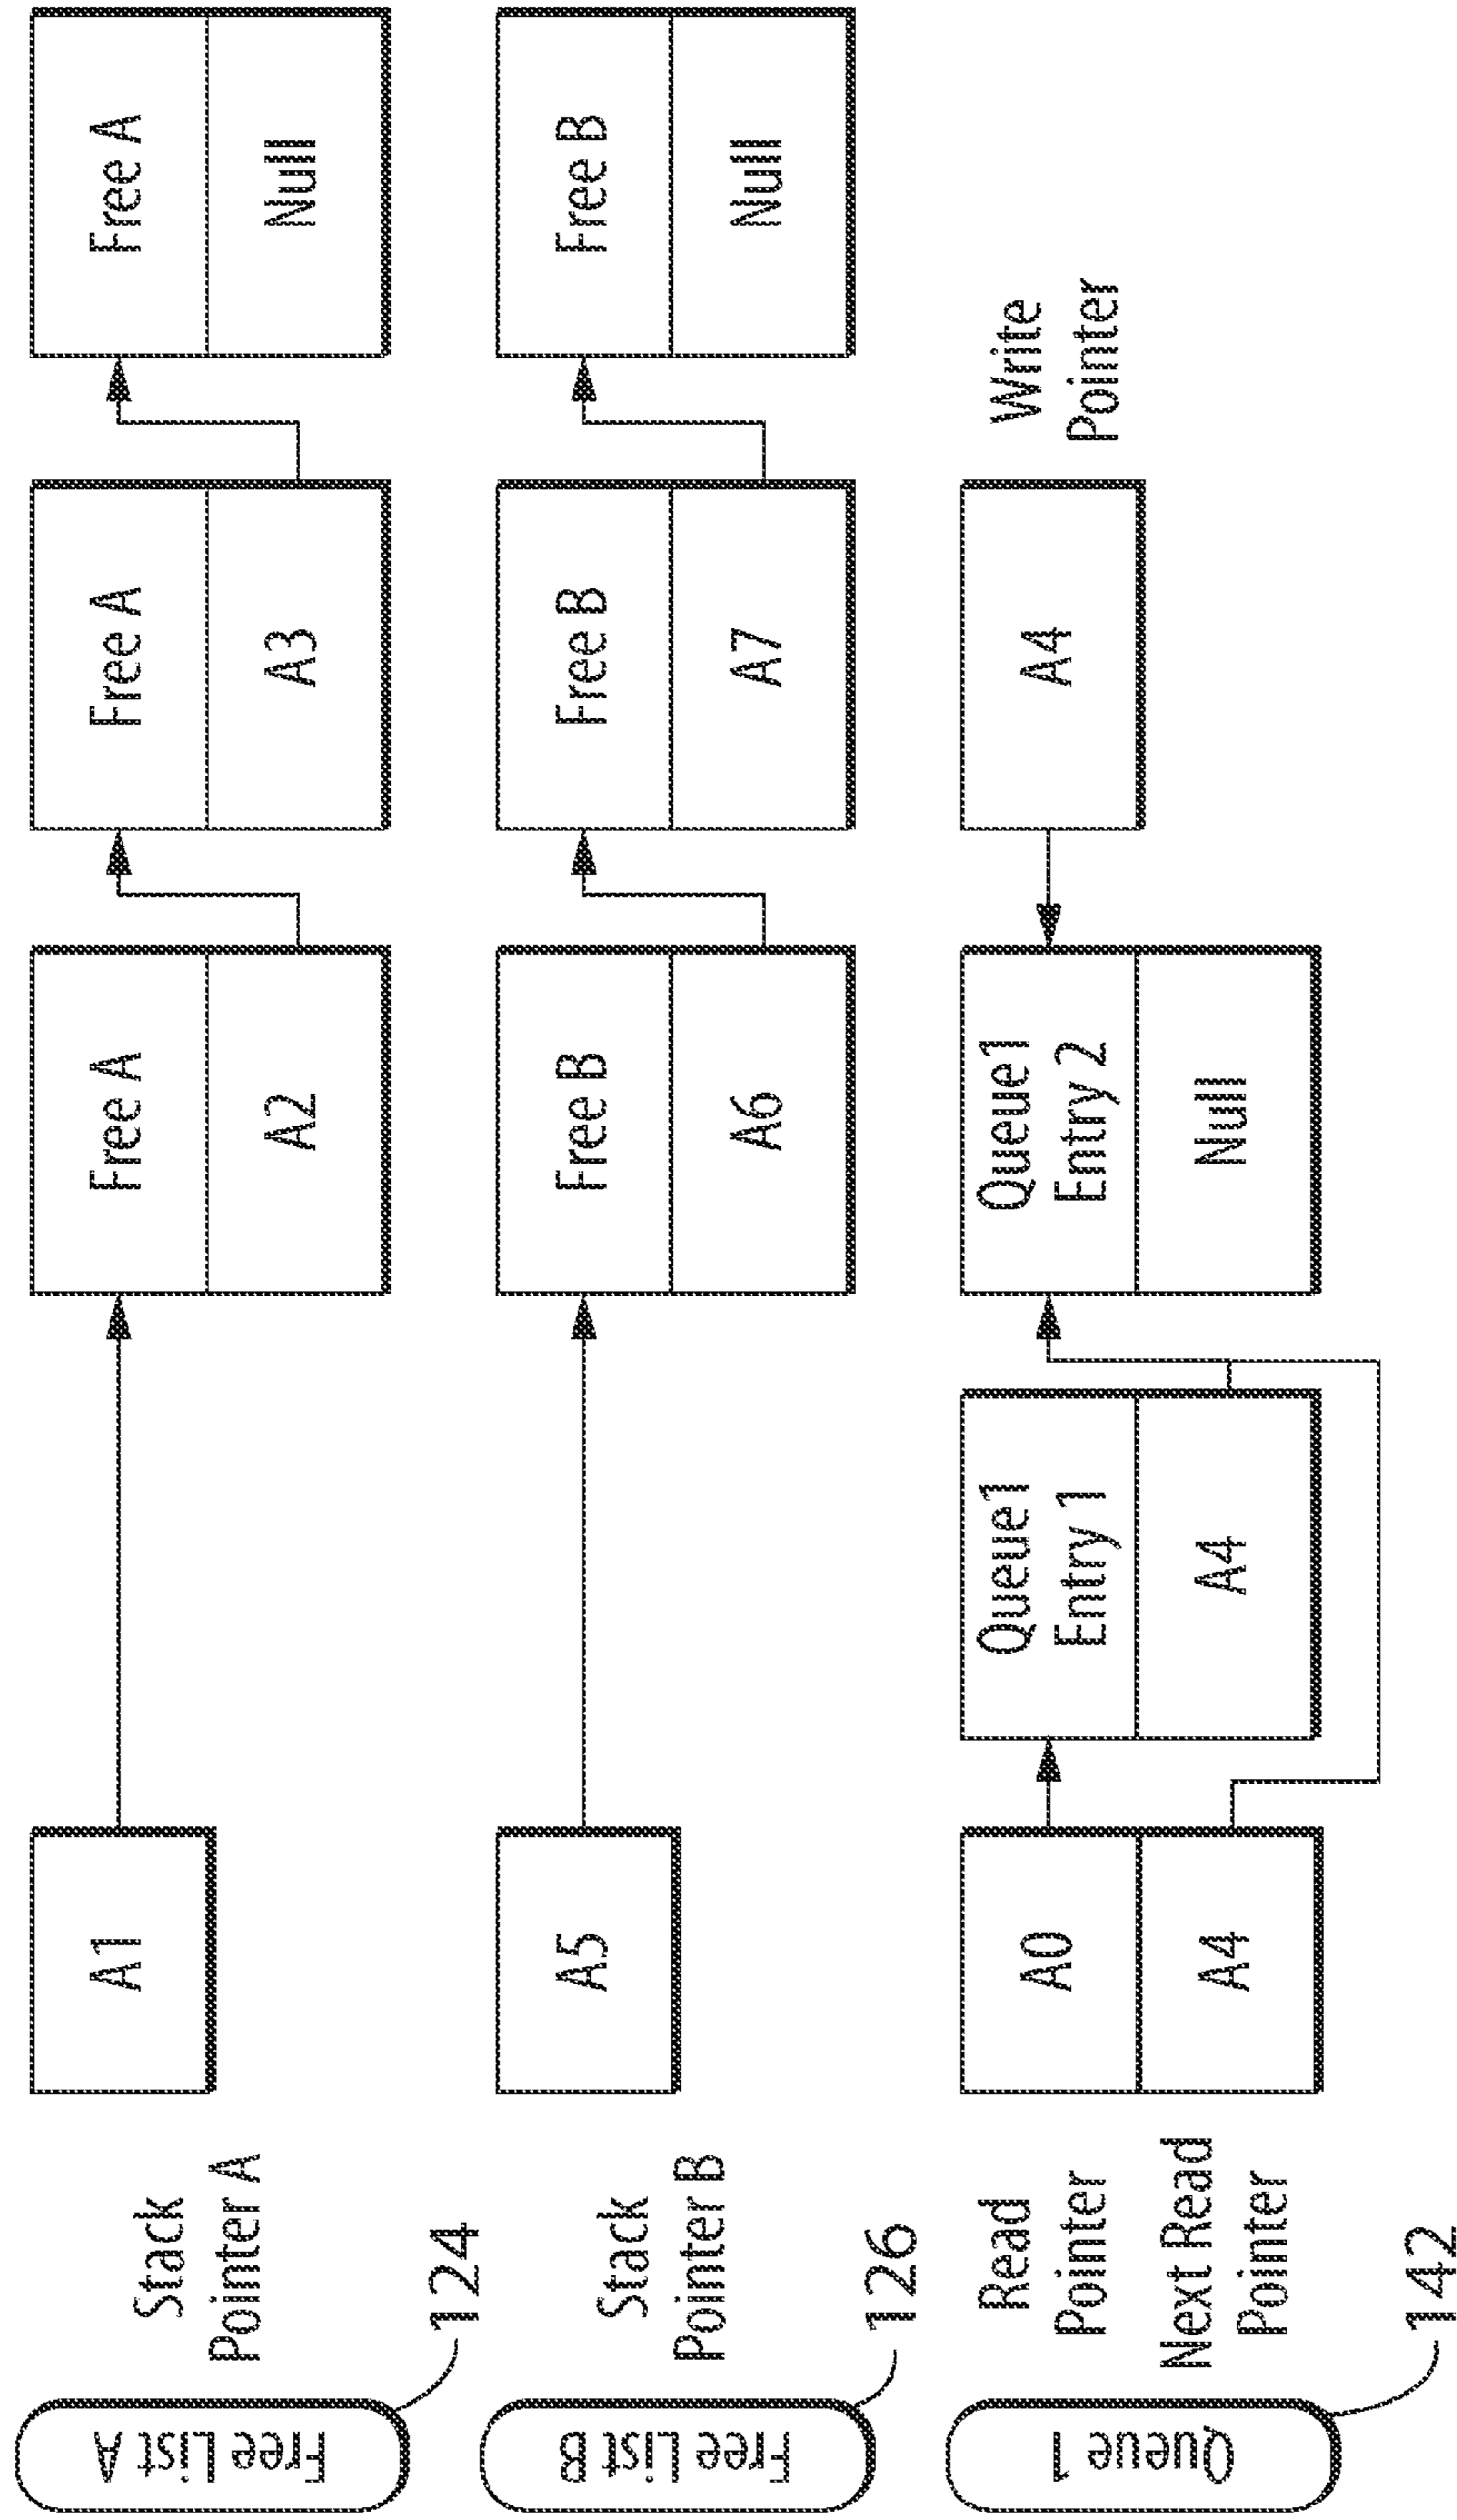 Free List A
124
Stack
Pointer A
A1
Free A
A2
Free A
A3
Free A
Null
Free List B
126
Stack
Pointer B
A5
Free B
A6
Free B
A7
Free B
Null
Queue 1
142
Read
Pointer
Next Read
Pointer
A0
A4
Queue1
Entry 1
A4
Queue1
Entry 2
Null
A4
Write
Pointer